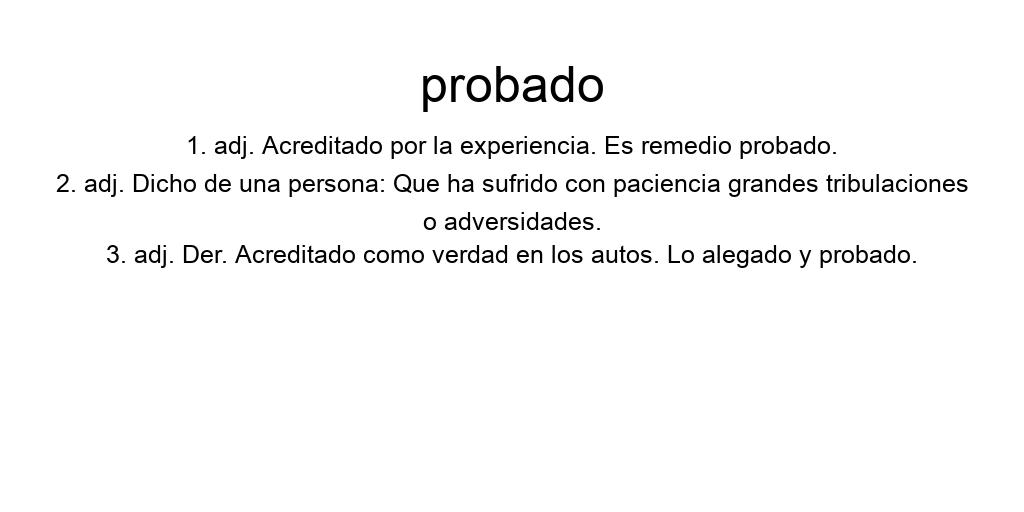 probado
1. adj. Acreditado por la experiencia. Es remedio probado.
2. adj. Dicho de una persona: Que ha sufrido con paciencia grandes tribulaciones
o adversidades.
3. adj. Der. Acreditado como verdad en los autos. Lo alegado y probado.